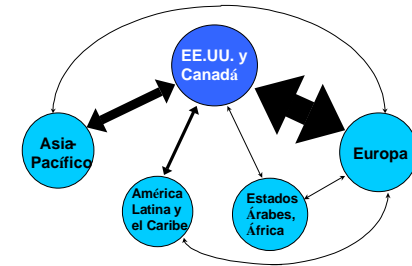 EE.UU. y
Canadá
Asia-
Pacífico
Europa
América
Latina y
el Caribe
Estados
Árabes,
África